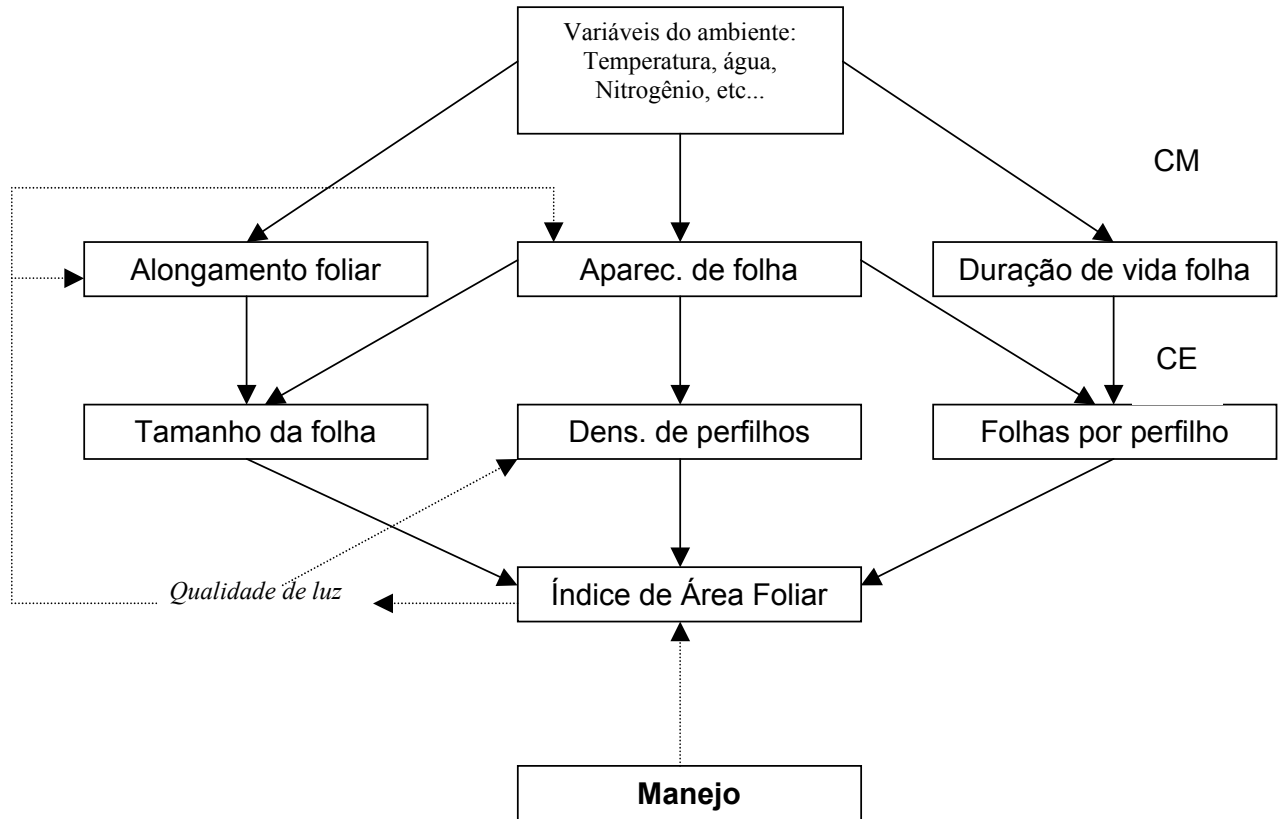 Variáveis do ambiente:
Temperatura, água,
Nitrogênio, etc...
CM
Alongamento foliar
Aparec. de folha
Duração de vida folha
CE
Tamanho da folha
Dens. de perfilhos
Folhas por perfilho
Qualidade de luz
Índice de Área Foliar
Manejo